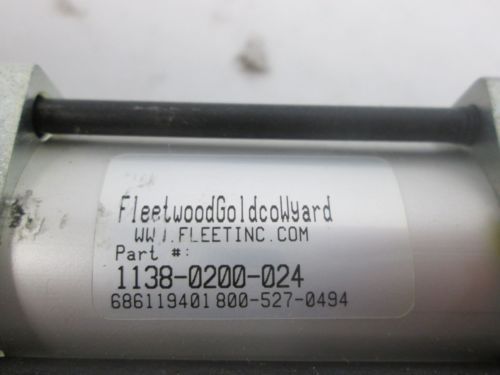 FleetwoodGoldcoWyard
WWW.FLEETINC.COM
Part #:
1138-0200-024
686119401 800-527-0494